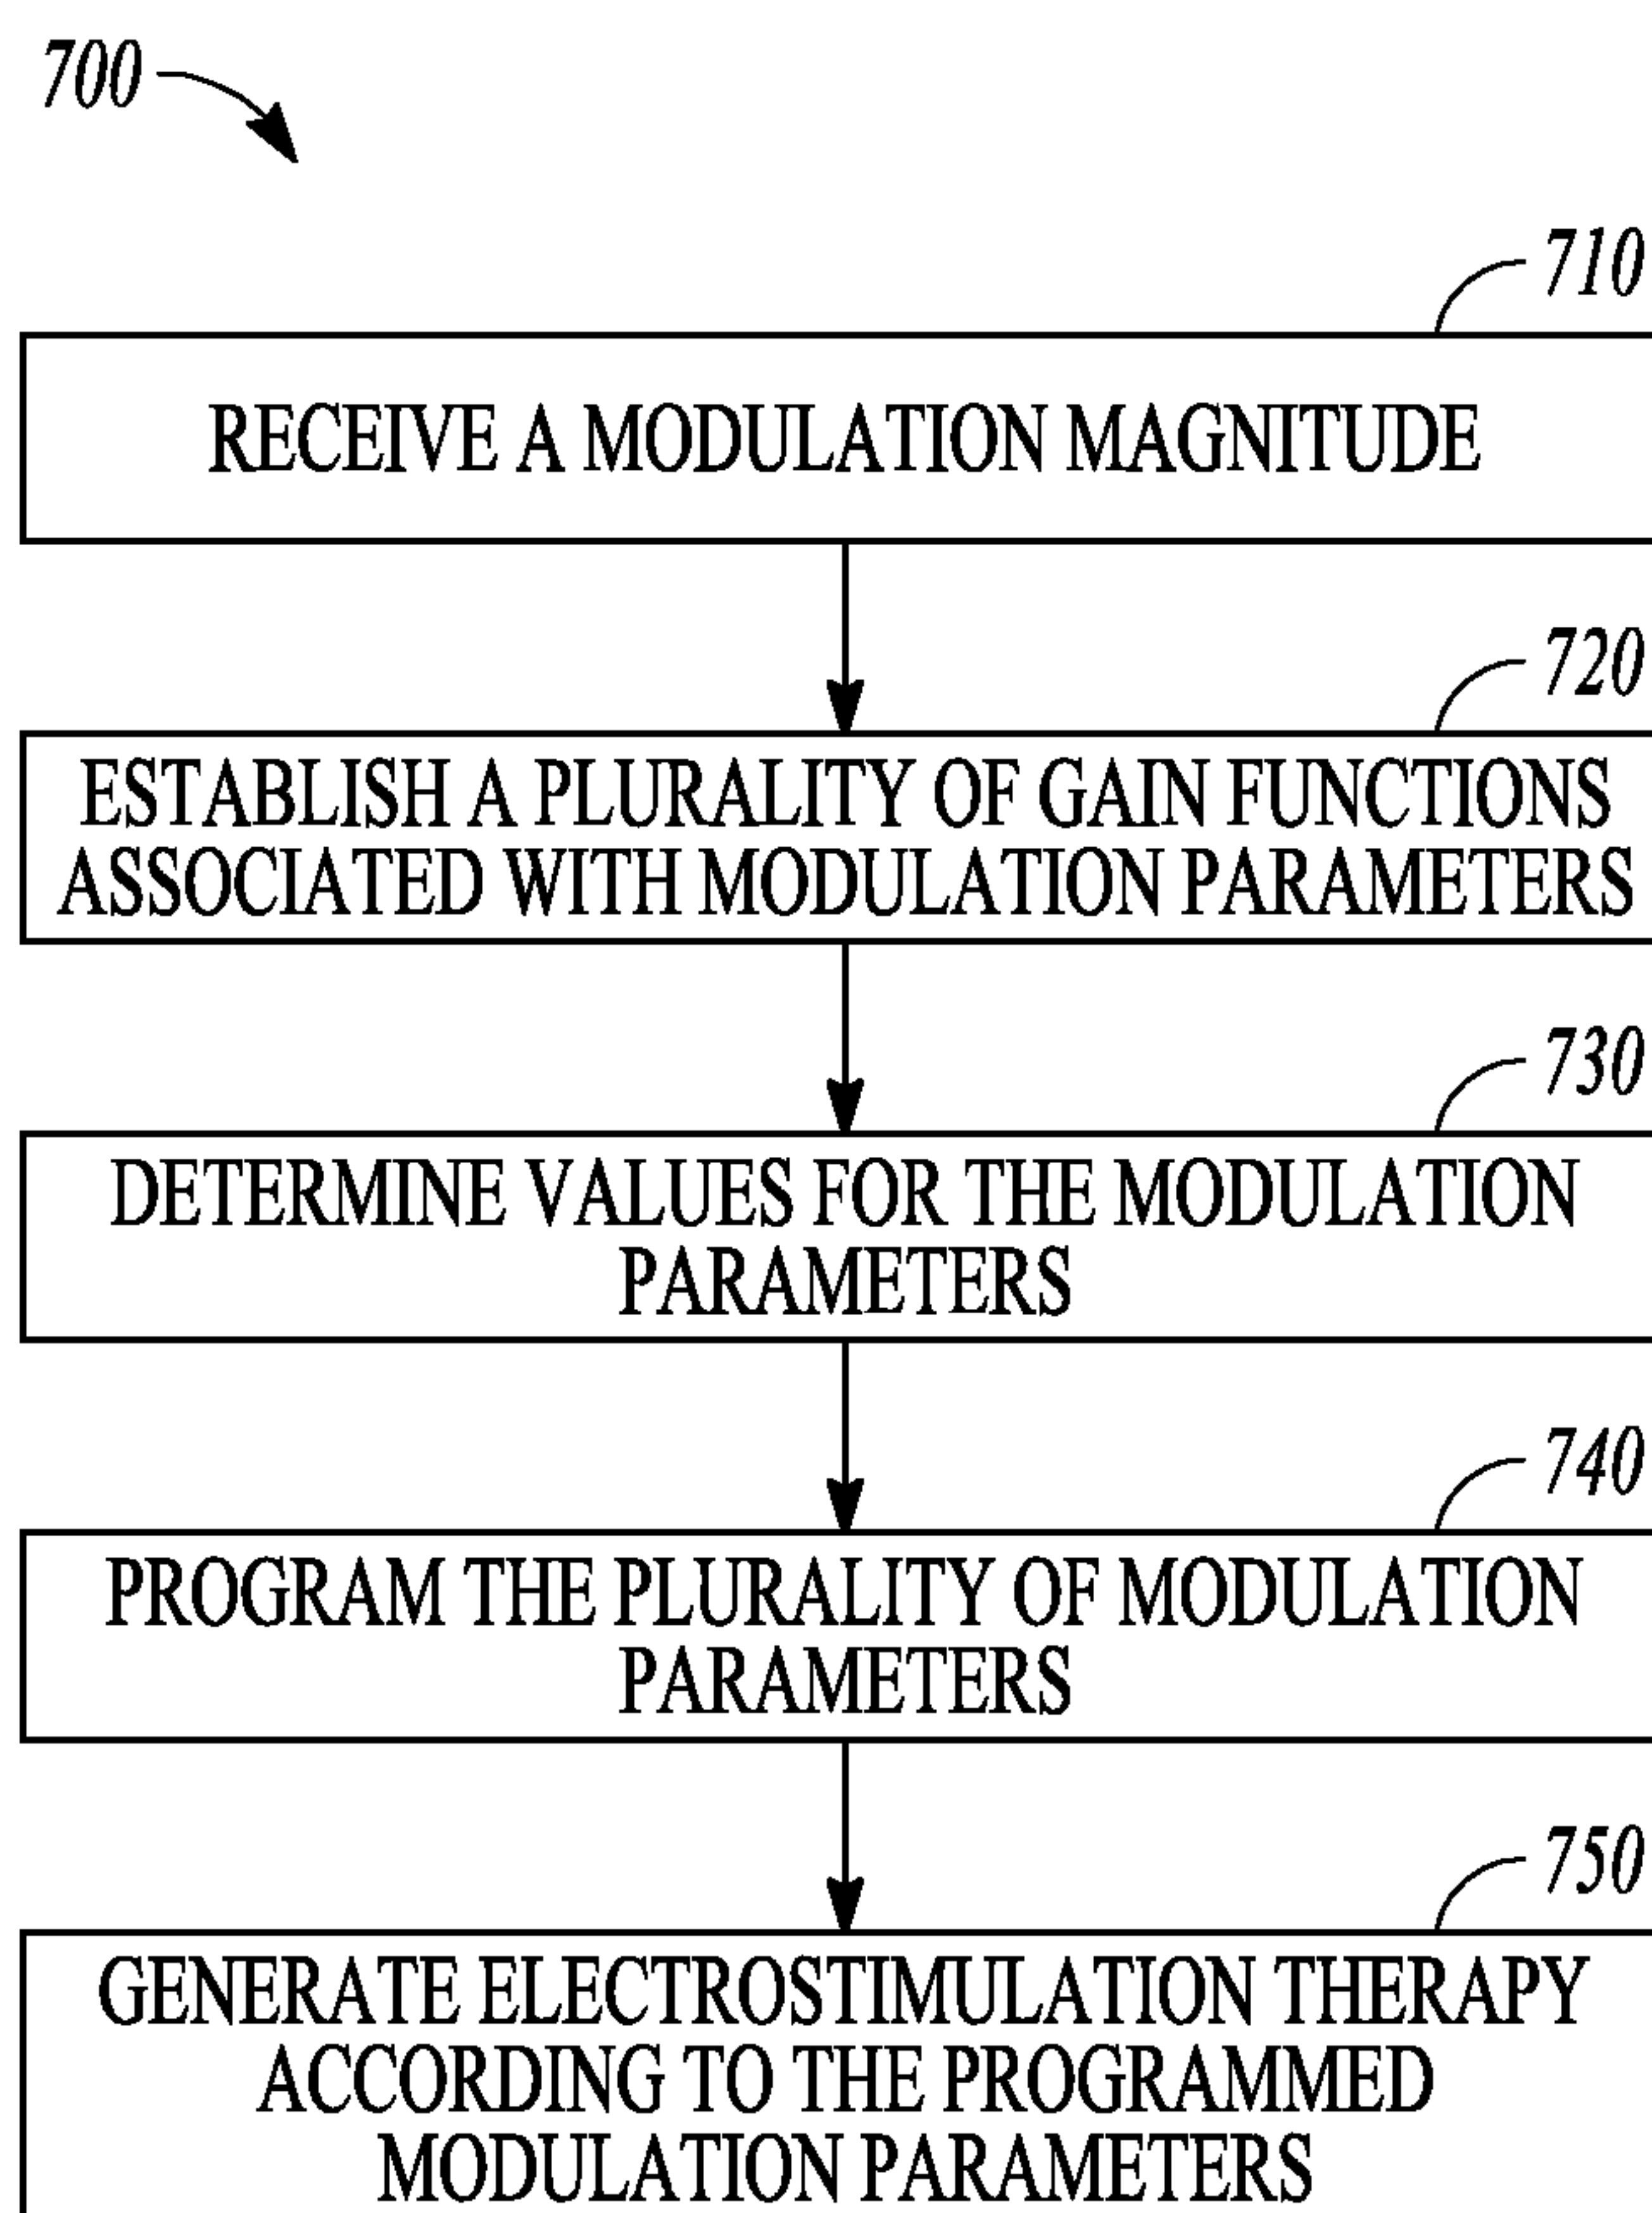 700
710
RECEIVE A MODULATION MAGNITUDE
720
ESTABLISH A PLURALITY OF GAIN FUNCTIONS
ASSOCIATED WITH MODULATION PARAMETERS
730
DETERMINE VALUES FOR THE MODULATION
PARAMETERS
740
PROGRAM THE PLURALITY OF MODULATION
PARAMETERS
750
GENERATE ELECTROSTIMULATION THERAPY
ACCORDING TO THE PROGRAMMED
MODULATION PARAMETERS